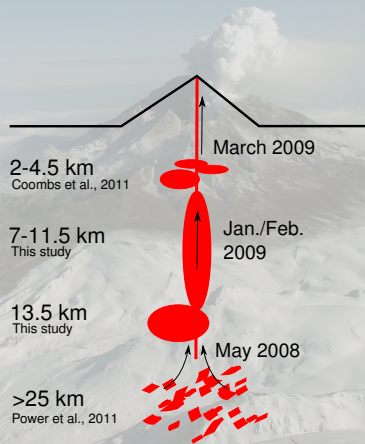 March 2009
2-4.5 km
Coombs et al., 2011
7-11.5 km
This study
Jan./Feb.
2009
13.5 km
This study
May 2008
>25 km
Power et al., 2011